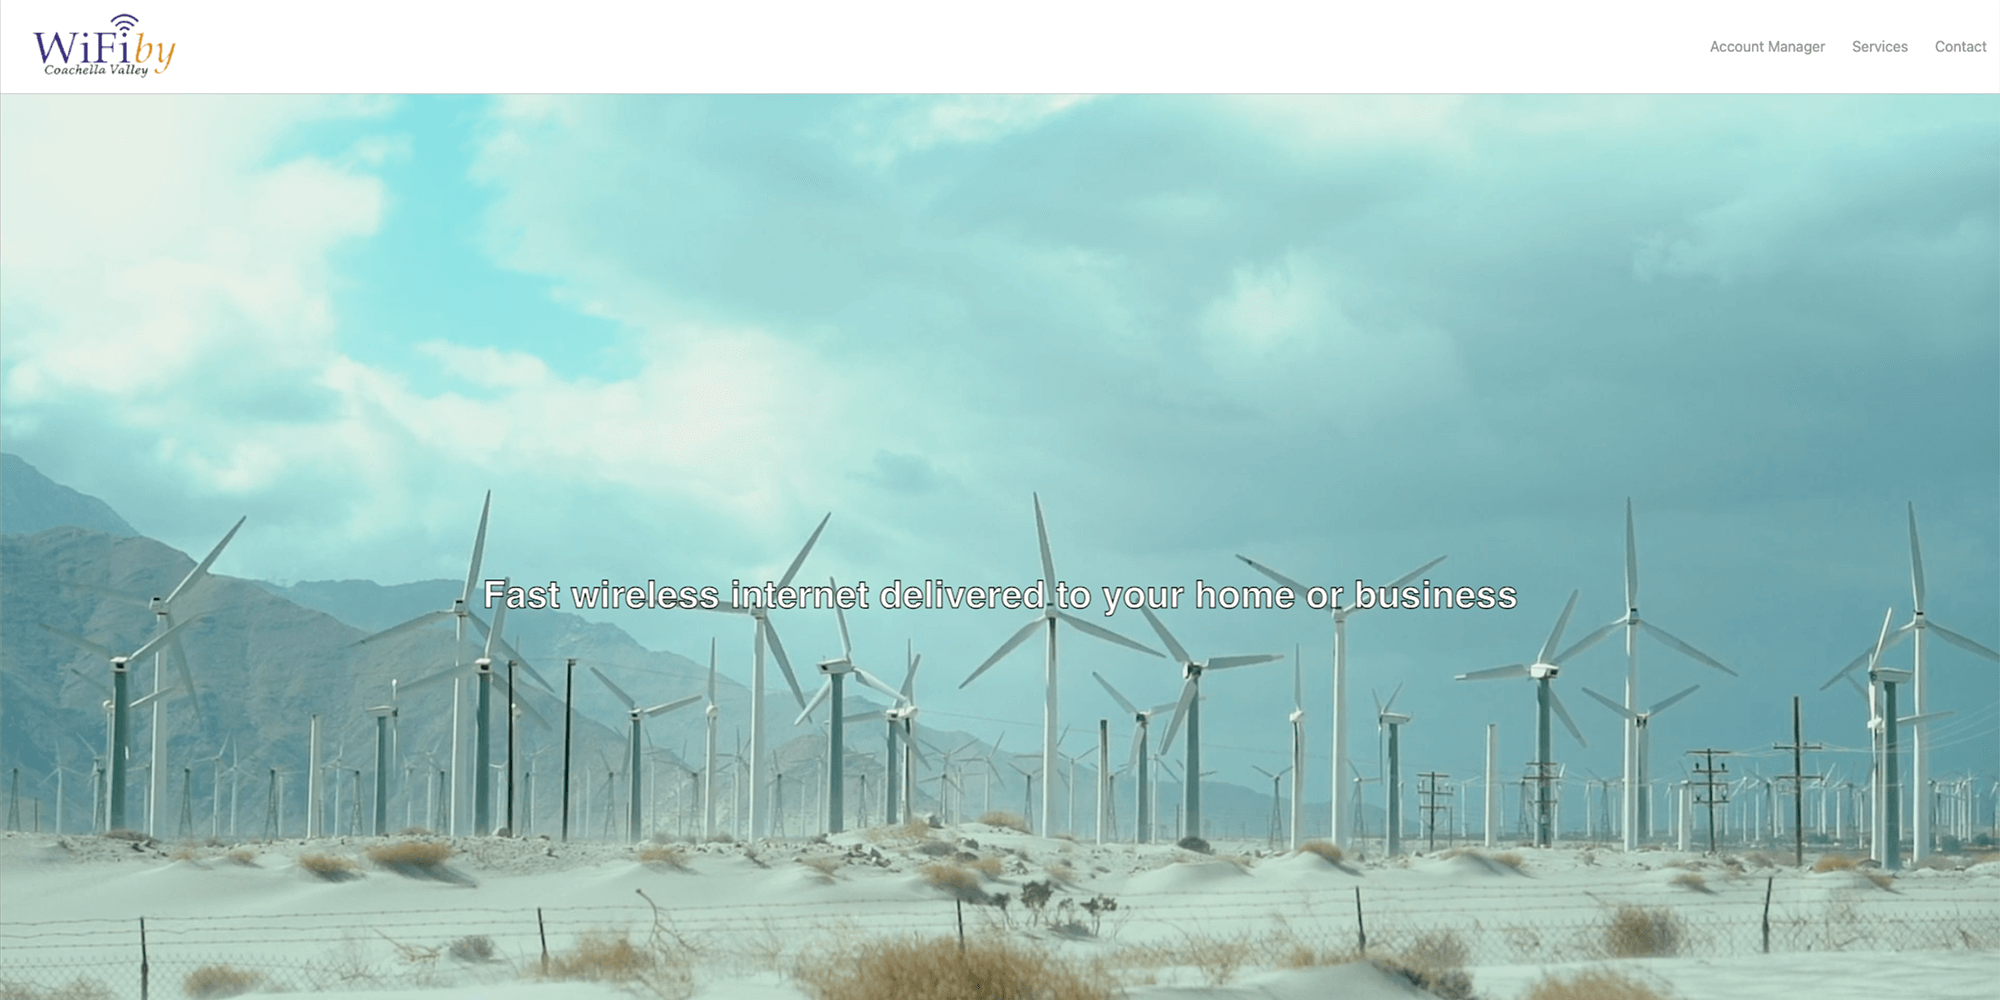 WiFiby
Coachella Valley
Account Manager
Services
Contact
Fast wireless internet delivered to your home or business